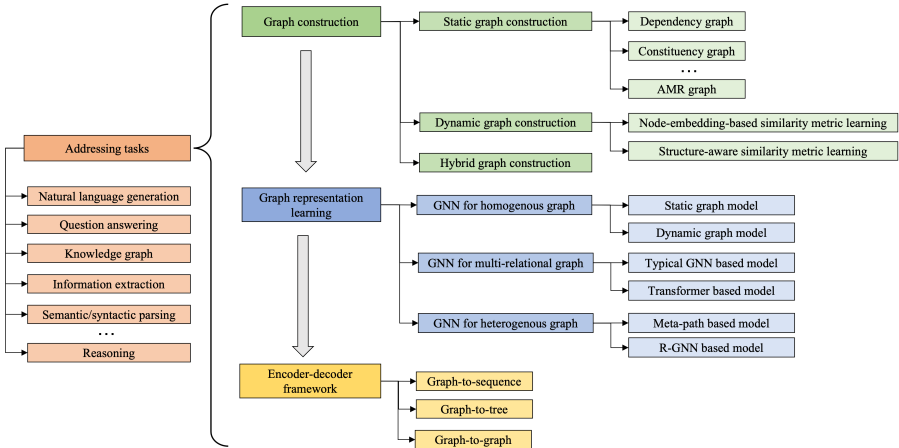 Addressing tasks
Natural language generation
Question answering
Knowledge graph
Information extraction
Semantic/syntactic parsing
...
Reasoning
Graph construction
Static graph construction
Dependency graph
Constituency graph
...
AMR graph
Dynamic graph construction
Node-embedding-based similarity metric learning
Structure-aware similarity metric learning
Hybrid graph construction
Graph representation
learning
GNN for homogenous graph
Static graph model
Dynamic graph model
GNN for multi-relational graph
Typical GNN based model
Transformer based model
GNN for heterogenous graph
Meta-path based model
R-GNN based model
Encoder-decoder
framework
Graph-to-sequence
Graph-to-tree
Graph-to-graph